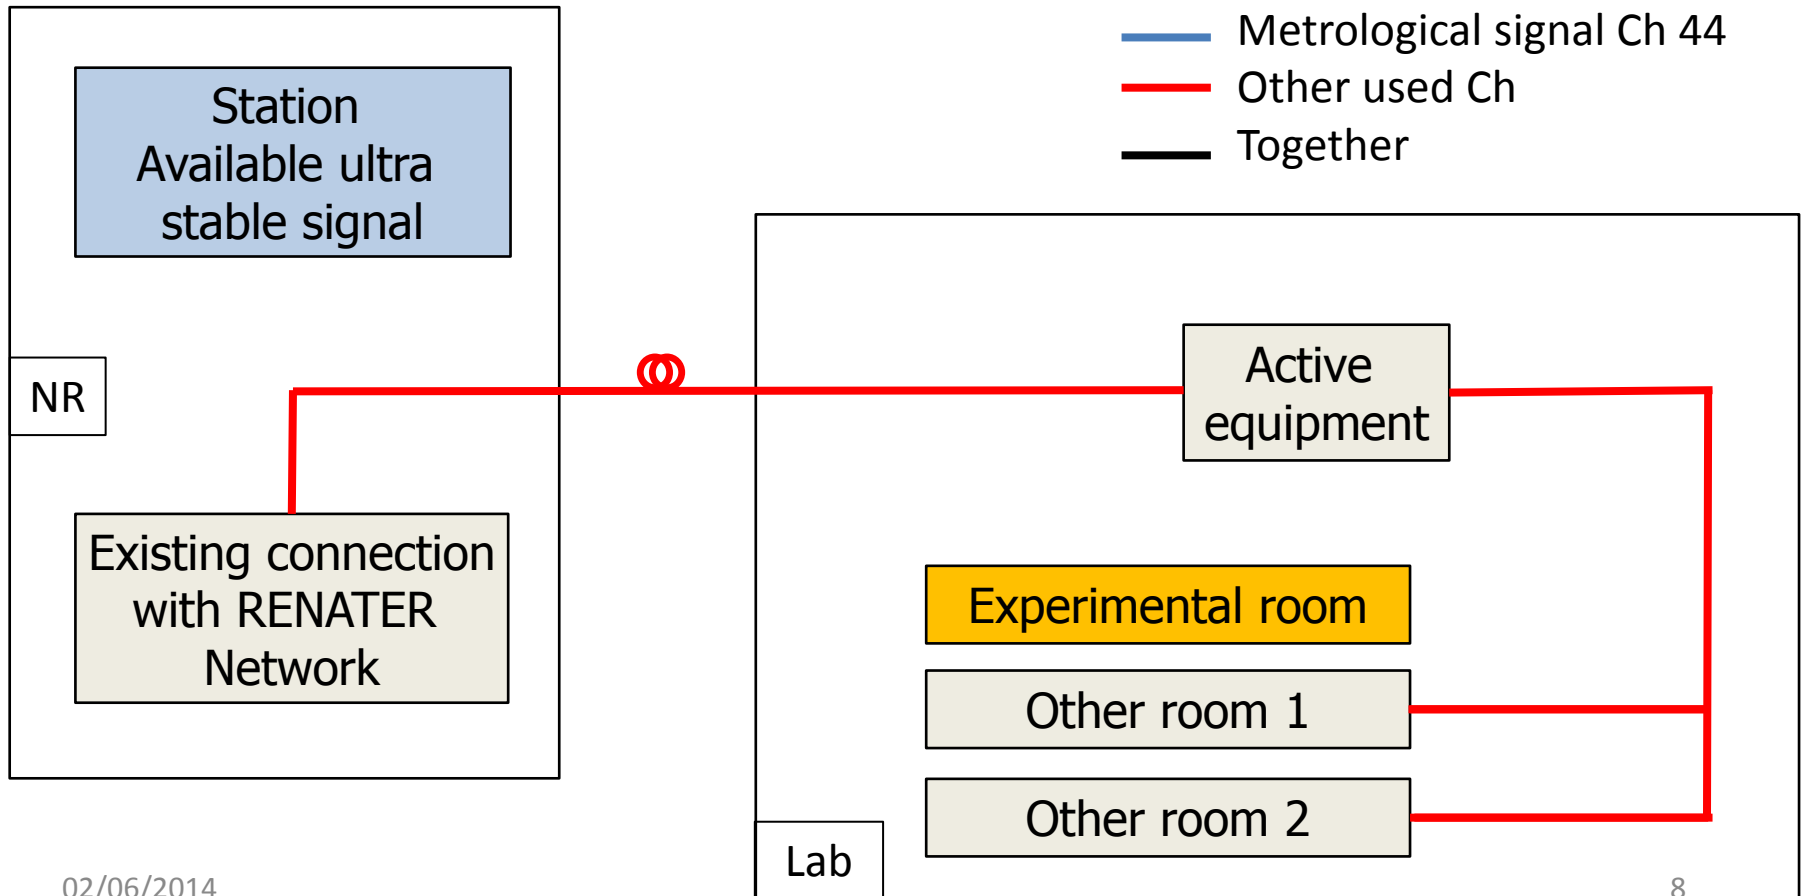 Metrological signal Ch 44
Other used Ch
Together
Station
Available ultra
stable signal
NR
Active
equipment
Existing connection
with RENATER
Network
Experimental room
Other room 1
Other room 2
Lab
02/06/2014
8